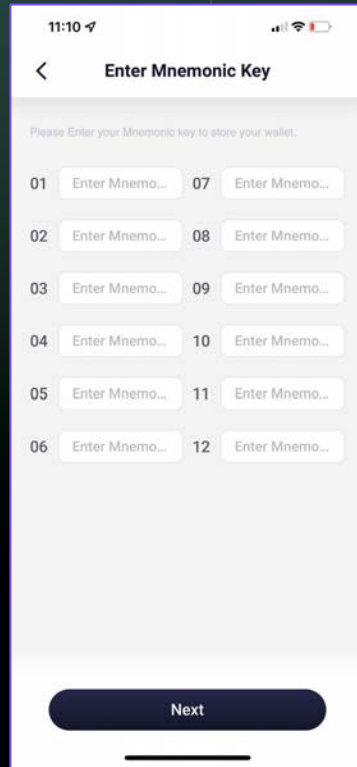 11:10
Enter Mnemonic Key
Please Enter your Mnemonic key to store your wallet.
01 Enter Mnemo... 07 Enter Mnemo...
02 Enter Mnemo... 08 Enter Mnemo...
03 Enter Mnemo... 09 Enter Mnemo...
04 Enter Mnemo... 10 Enter Mnemo...
05 Enter Mnemo... 11 Enter Mnemo...
06 Enter Mnemo... 12 Enter Mnemo...
Next